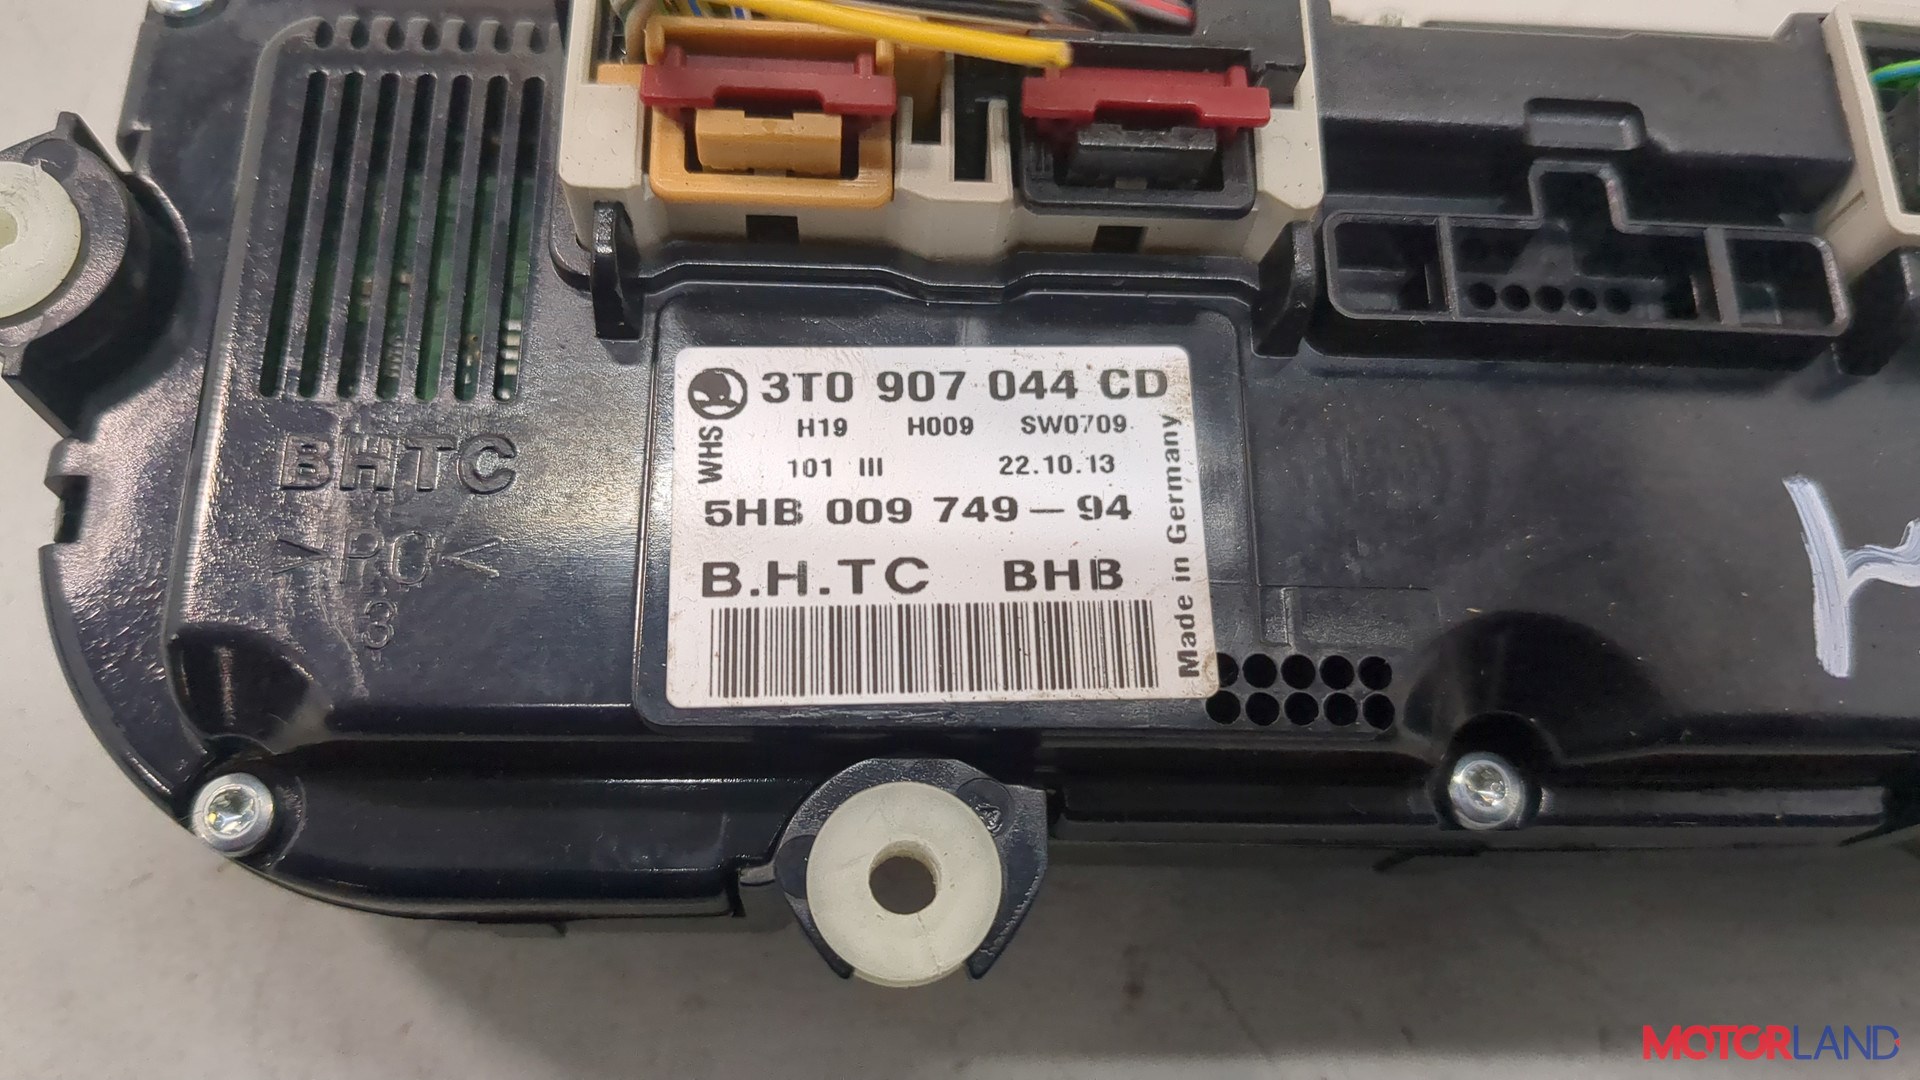 3T0 907 044 CD
H19 H009 SW0709
WHS
101 III 22.10.13
5HB 009 749 – 94
B.H.TC BHB
Made in Germany
BHTC
>PC<
3
MOTORLAND